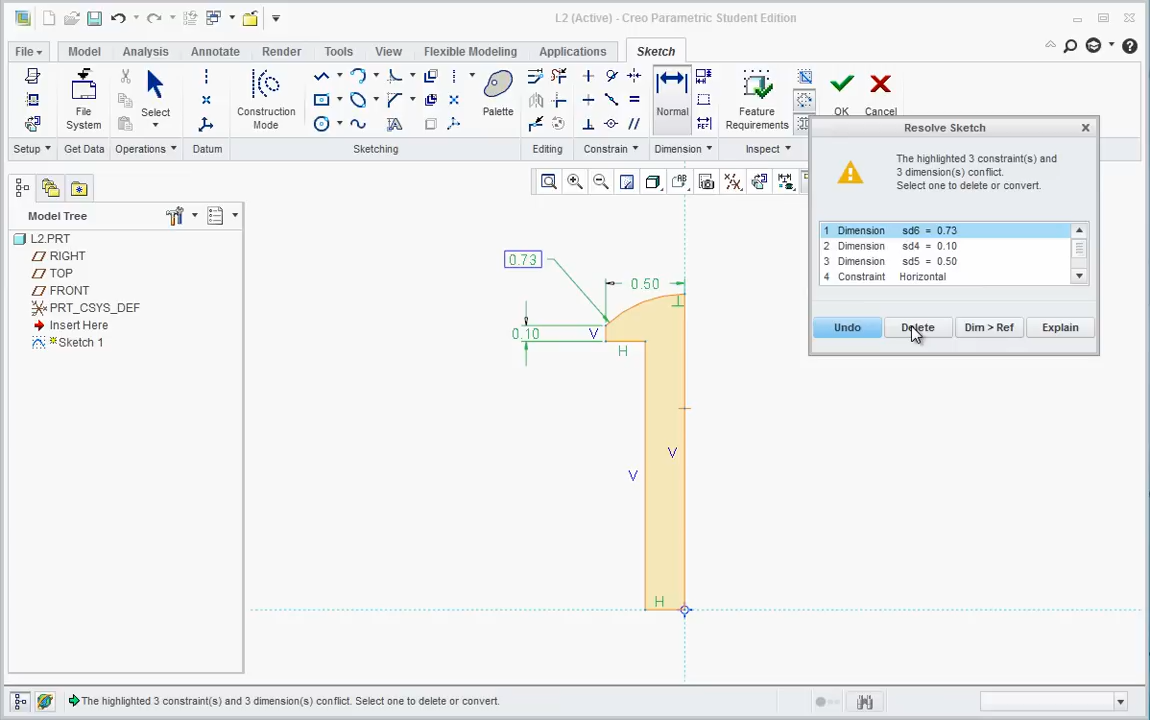 L2 (Active) - Creo Parametric Student Edition
File
Model
Analysis
Annotate
Render
Tools
View
Flexible Modeling
Applications
Sketch
File
System
Select
Construction
Mode
Palette
Normal
Feature
Requirements
OK
Cancel
Setup
Get Data
Operations
Datum
Sketching
Editing
Constrain
Dimension
Inspect
Model Tree
L2.PRT
RIGHT
TOP
FRONT
PRT_CSYS_DEF
Insert Here
Sketch 1
Resolve Sketch
The highlighted 3 constraint(s) and
3 dimension(s) conflict.
Select one to delete or convert.
1 Dimension sd6 = 0.73
2 Dimension sd4 = 0.10
3 Dimension sd5 = 0.50
4 Constraint Horizontal
Undo
Delete
Dim > Ref
Explain
0.73
0.50
0.10
V
H
V
V
H
The highlighted 3 constraint(s) and 3 dimension(s) conflict. Select one to delete or convert.